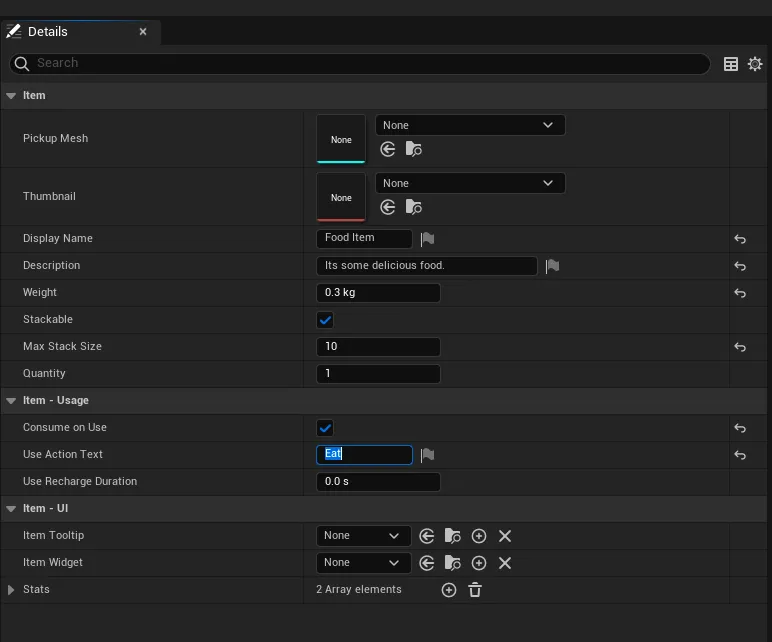 Details
Search
Item
Pickup Mesh
None
None
Thumbnail
None
None
Display Name
Food Item
Description
Its some delicious food.
Weight
0.3 kg
Stackable
Max Stack Size
10
Quantity
1
Item - Usage
Consume on Use
Use Action Text
Eat
Use Recharge Duration
0.0 s
Item - UI
Item Tooltip
None
Item Widget
None
Stats
2 Array elements